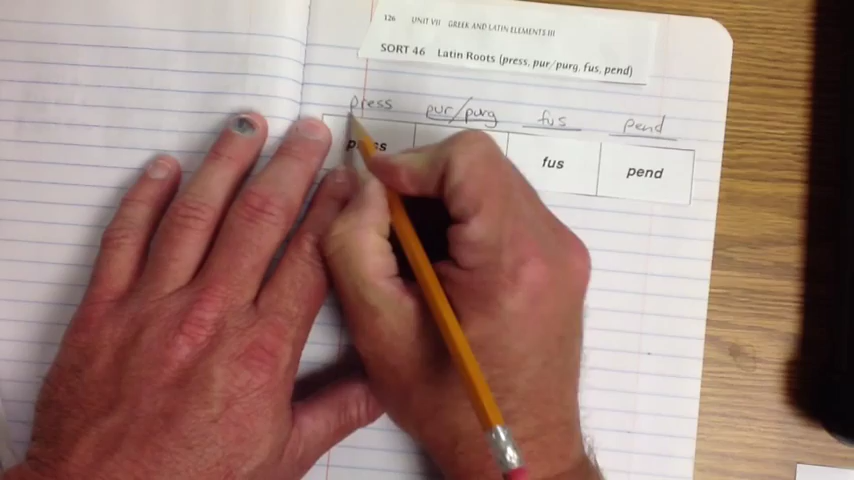 126 UNIT VII GREEK AND LATIN ELEMENTS III
SORT 46 Latin Roots (press, pur/purg, fus, pend)
press pur/purg fus pend
press fus pend